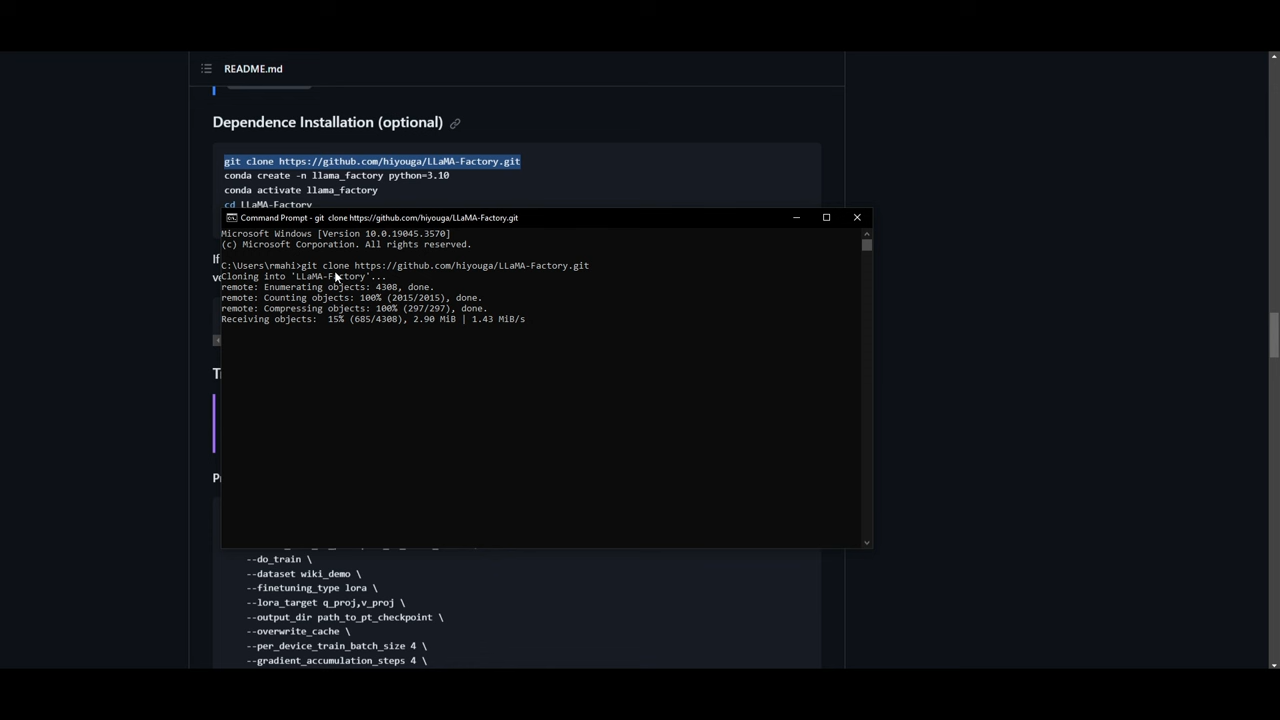 README.md
Dependence Installation (optional)
git clone https://github.com/hiyouga/LLaMA-Factory.git
conda create -n llama_factory python=3.10
conda activate llama_factory
cd LLaMA-Factory
Command Prompt - git clone https://github.com/hiyouga/LLaMA-Factory.git
Microsoft Windows [Version 10.0.19045.3570]
(c) Microsoft Corporation. All rights reserved.
C:\Users\rmahi>git clone https://github.com/hiyouga/LLaMA-Factory.git
Cloning into 'LLaMA-Factory'...
remote: Enumerating objects: 4308, done.
remote: Counting objects: 100% (2015/2015), done.
remote: Compressing objects: 100% (297/297), done.
Receiving objects: 15% (685/4308), 2.90 MiB | 1.43 MiB/s
If
--do_train \
--dataset wiki_demo \
--finetuning_type lora \
--lora_target q_proj,v_proj \
--output_dir path_to_pt_checkpoint \
--overwrite_cache \
--per_device_train_batch_size 4 \
--gradient_accumulation_steps 4 \